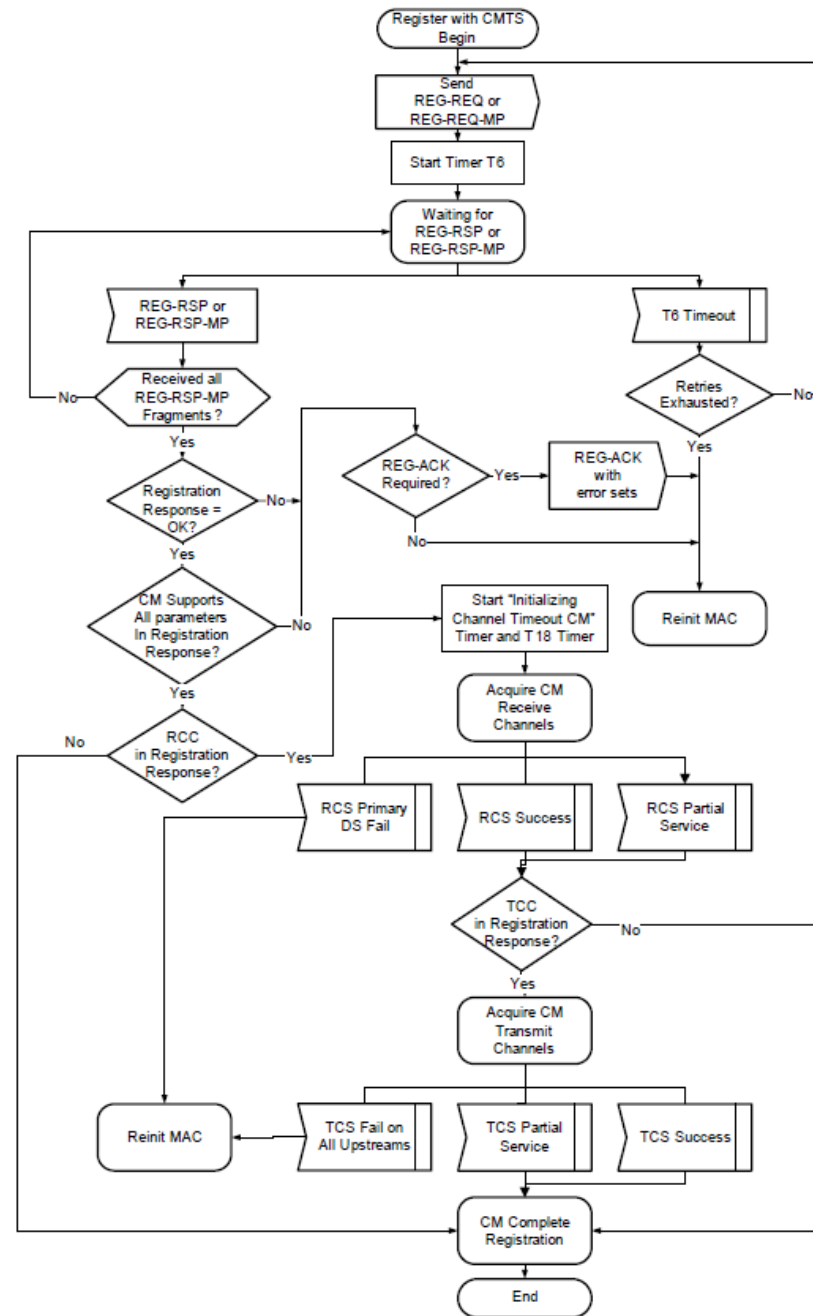 Register with CMTS
Begin
Send
REG-REQ or
REG-REQ-MP
Start Timer T6
Waiting for
REG-RSP or
REG-RSP-MP
REG-RSP or
REG-RSP-MP
T6 Timeout
Received all
REG-RSP-MP
Fragments ?
No
Yes
Retries
Exhausted?
No
Yes
REG-ACK
Required?
Yes
No
REG-ACK
with
error sets
Registration
Response =
OK?
No
Yes
Reinit MAC
CM Supports
All parameters
In Registration
Response?
No
Yes
Start “Initializing
Channel Timeout CM”
Timer and T18 Timer
Acquire CM
Receive
Channels
RCC
in Registration
Response?
No
Yes
RCS Primary
DS Fail
RCS Success
RCS Partial
Service
TCC
in Registration
Response?
No
Yes
Acquire CM
Transmit
Channels
Reinit MAC
TCS Fail on
All Upstreams
TCS Partial
Service
TCS Success
CM Complete
Registration
End